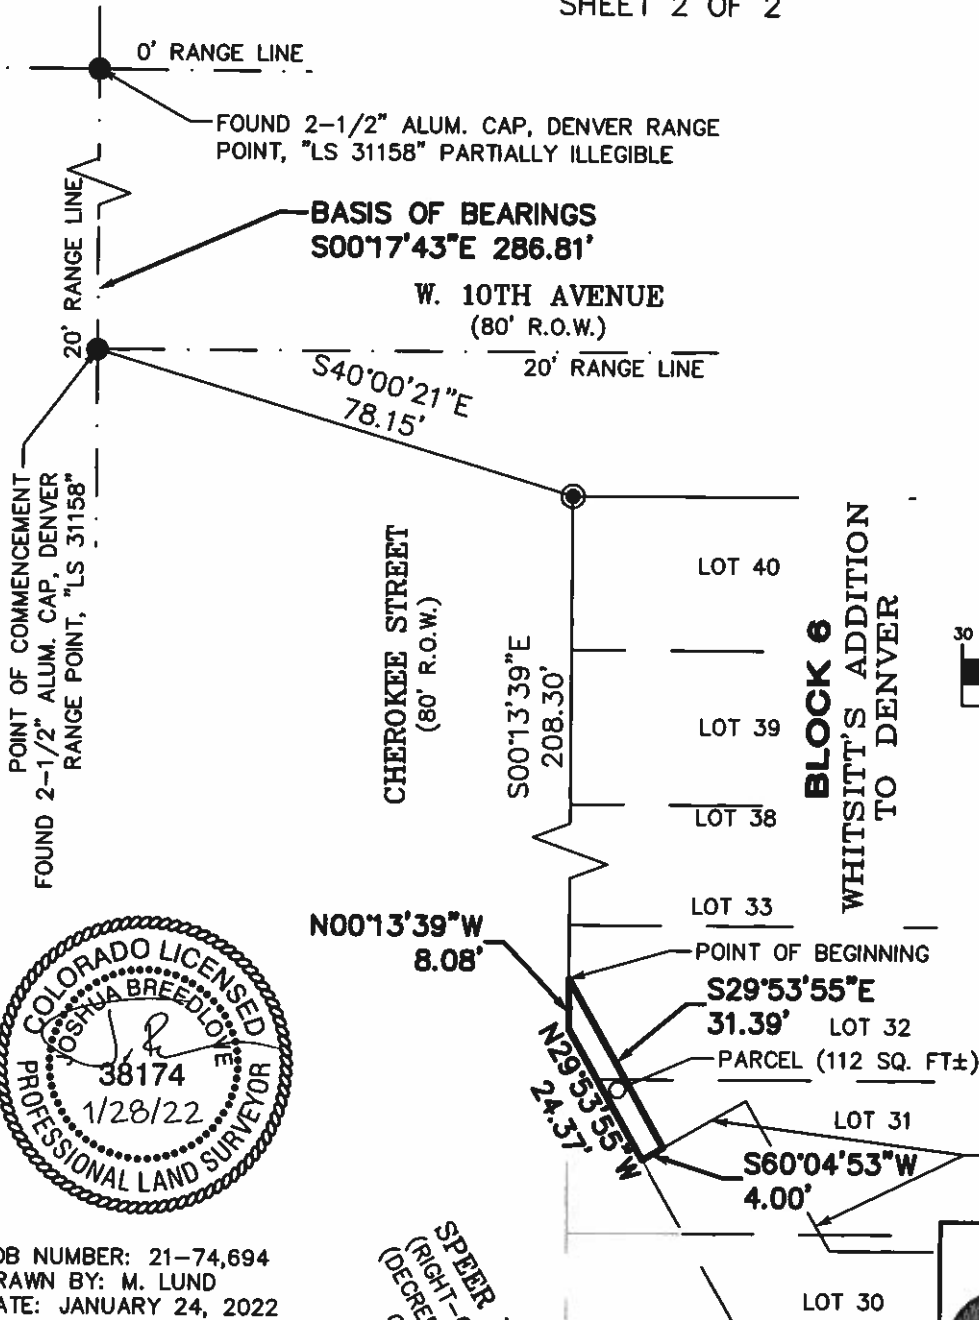 SHEET 2 OF 2
0' RANGE LINE
FOUND 2-1/2" ALUM. CAP, DENVER RANGE
POINT, "LS 31158" PARTIALLY ILLEGIBLE
20' RANGE LINE
BASIS OF BEARINGS
S00°17'43"E 286.81'
W. 10TH AVENUE
(80' R.O.W.)
20' RANGE LINE
S40°00'21"E
78.15'
POINT OF COMMENCEMENT
FOUND 2-1/2" ALUM. CAP, DENVER
RANGE POINT, "LS 31158"
CHEROKEE STREET
(80' R.O.W.)
S00°13'39"E
208.30'
LOT 40
LOT 39
LOT 38
LOT 33
BLOCK 6
WHITSITT'S ADDITION
TO DENVER
30
N00°13'39"W
8.08'
POINT OF BEGINNING
S29°53'55"E
31.39'
LOT 32
PARCEL (112 SQ. FT±)
N29°53'55"W
24.37'
LOT 31
S60°04'53"W
4.00'
LOT 30
COLORADO LICENSED
JOSHUA BREEDLOVE
38174
1/28/22
PROFESSIONAL LAND SURVEYOR
SPEER
(RIGHT-
(DECRE
OB NUMBER: 21-74,694
RAWN BY: M. LUND
ATE: JANUARY 24, 2022